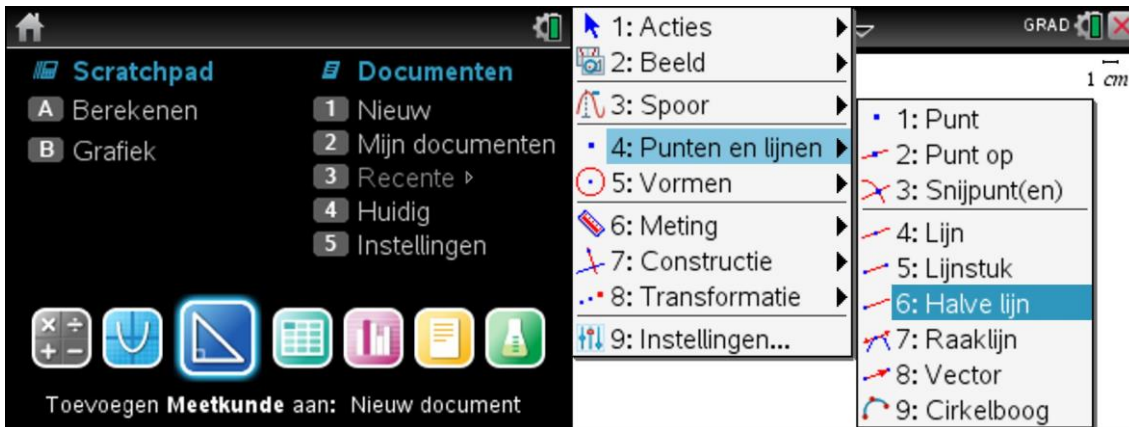 Scratchpad
A Berekenen
B Grafiek
Documenten
1 Nieuw
2 Mijn documenten
3 Recente ▹
4 Huidig
5 Instellingen
Toevoegen Meetkunde aan: Nieuw document
1: Acties
2: Beeld
3: Spoor
4: Punten en lijnen
5: Vormen
6: Meting
7: Constructie
8: Transformatie
9: Instellingen...
GRAD
1 cm
1: Punt
2: Punt op
3: Snijpunt(en)
4: Lijn
5: Lijnstuk
6: Halve lijn
7: Raaklijn
8: Vector
9: Cirkelboog